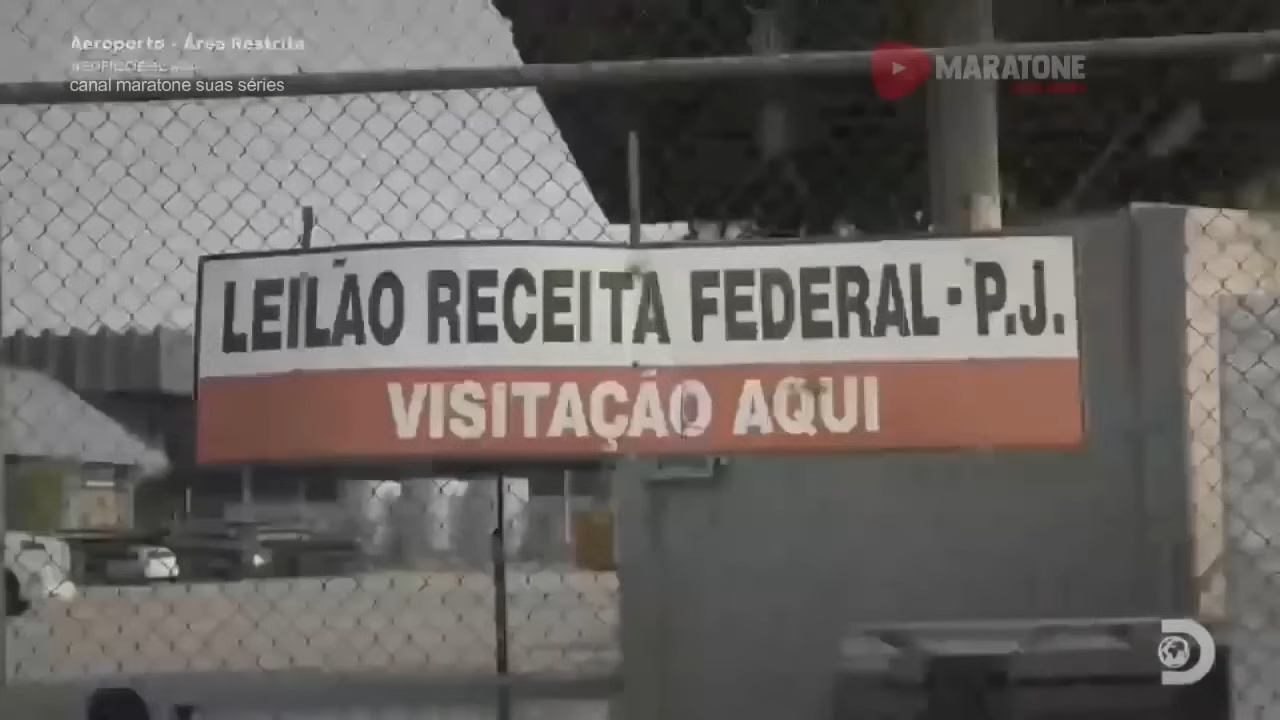 Aeroporto - Área Restrita
canal maratone suas séries
MARATONE
LEILÃO RECEITA FEDERAL - P.J.
VISITAÇÃO AQUI